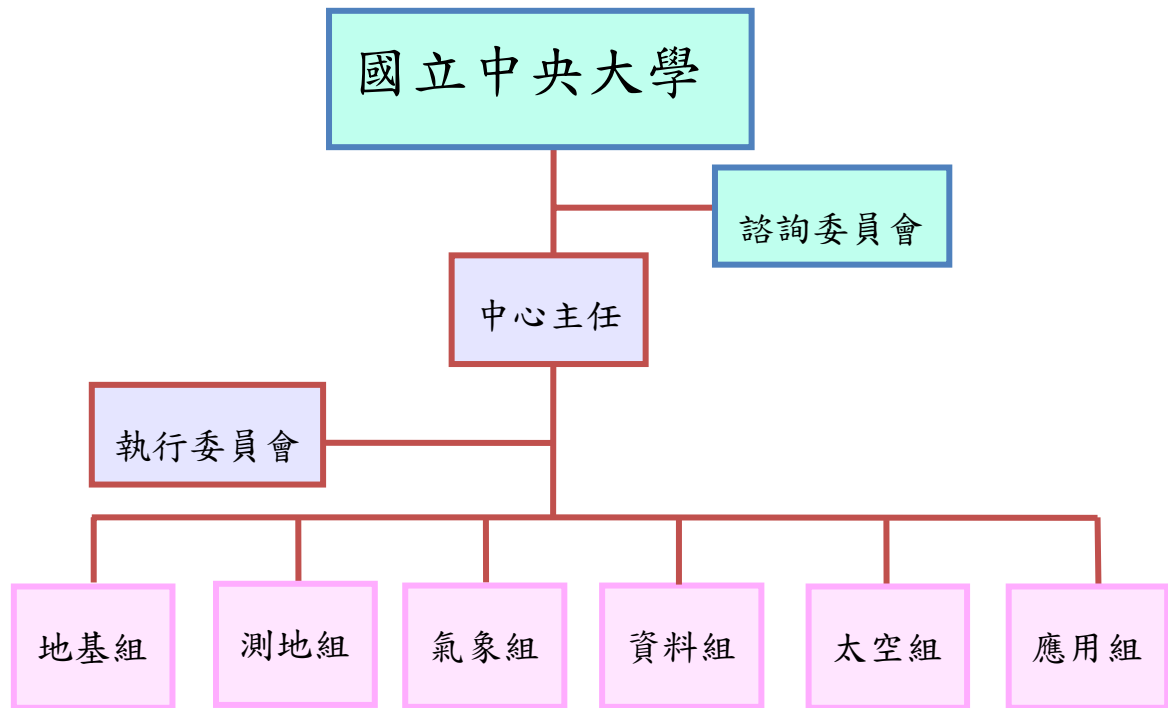 國立中央大學
諮詢委員會
中心主任
執行委員會
地基組
測地組
氣象組
資料組
太空組
應用組